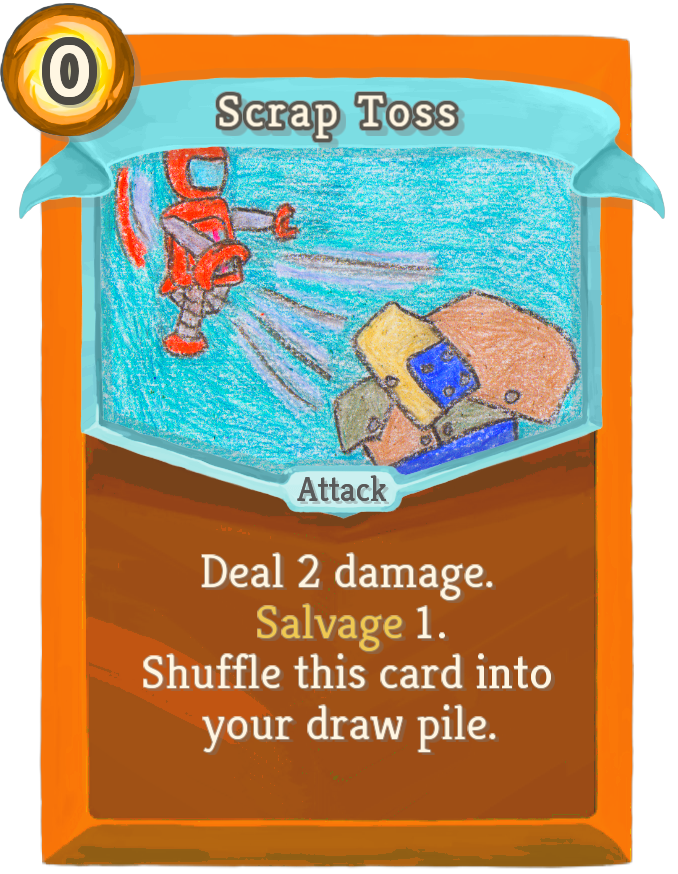 0
Scrap Toss
Attack
Deal 2 damage.
Salvage 1.
Shuffle this card into
your draw pile.